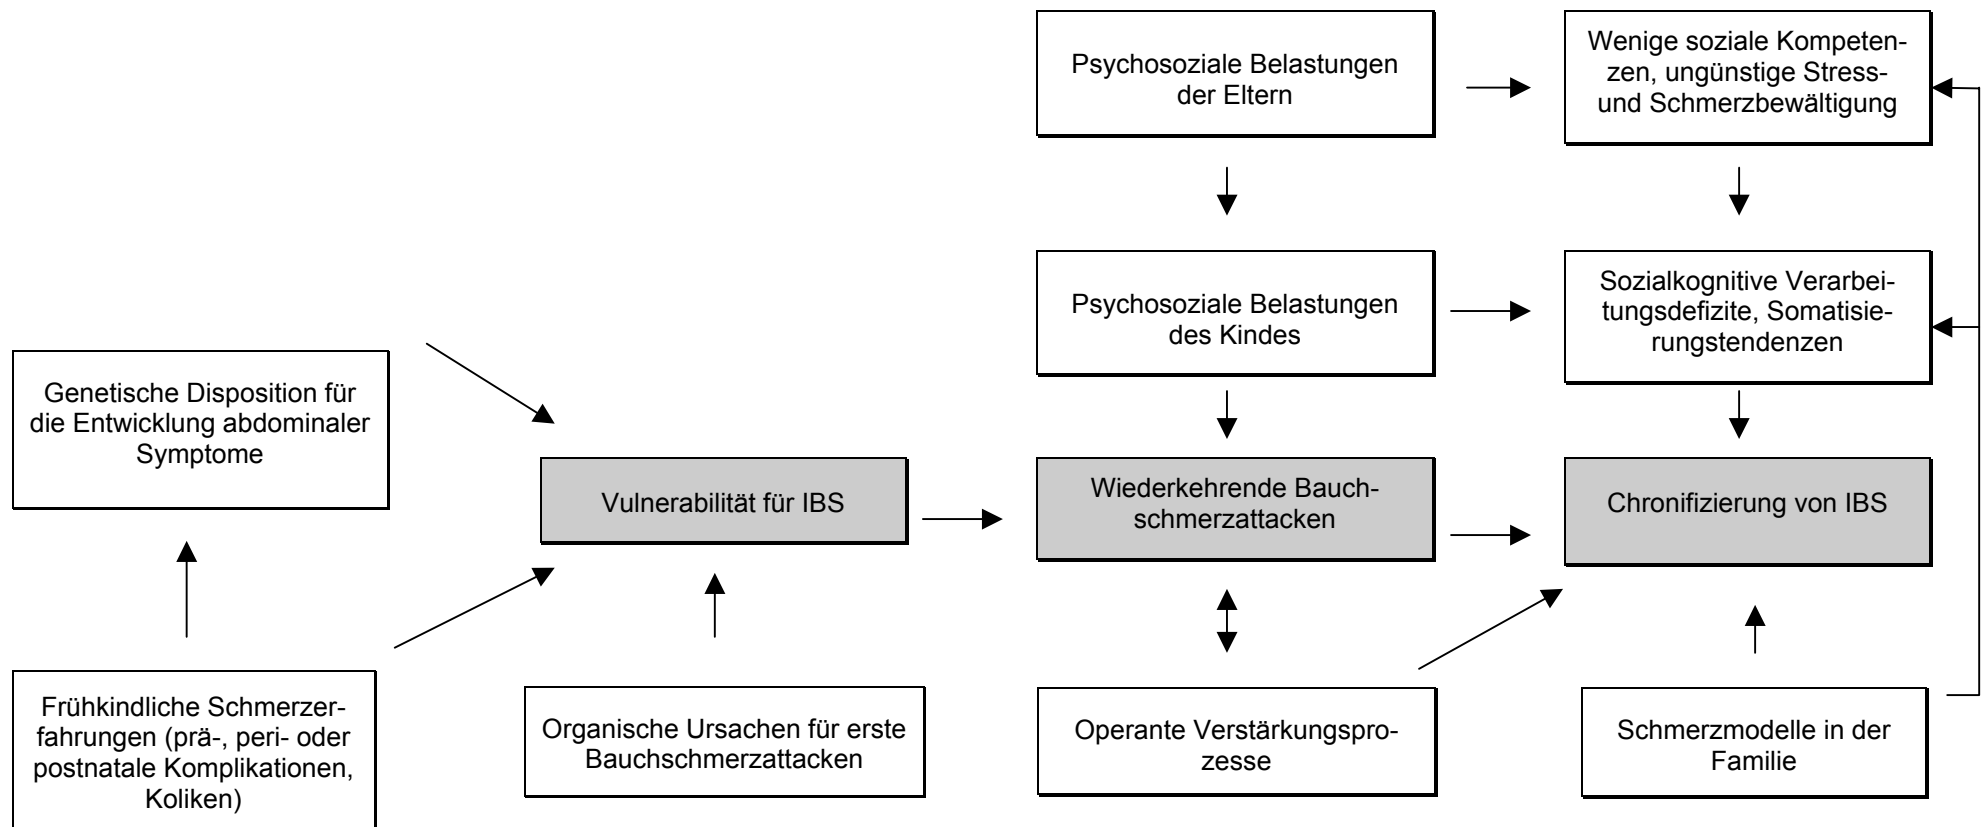 Psychosoziale Belastungen
der Eltern
Wenige soziale Kompeten-
zen, ungünstige Stress-
und Schmerzbewältigung
Psychosoziale Belastungen
des Kindes
Sozialkognitive Verarbei-
tungsdefizite, Somatisie-
rungstendenzen
Genetische Disposition für
die Entwicklung abdominaler
Symptome
Vulnerabilität für IBS
Wiederkehrende Bauch-
schmerzattacken
Chronifizierung von IBS
Frühkindliche Schmerzer-
fahrungen (prä-, peri- oder
postnatale Komplikationen,
Koliken)
Organische Ursachen für erste
Bauchschmerzattacken
Operante Verstärkungspro-
zesse
Schmerzmodelle in der
Familie